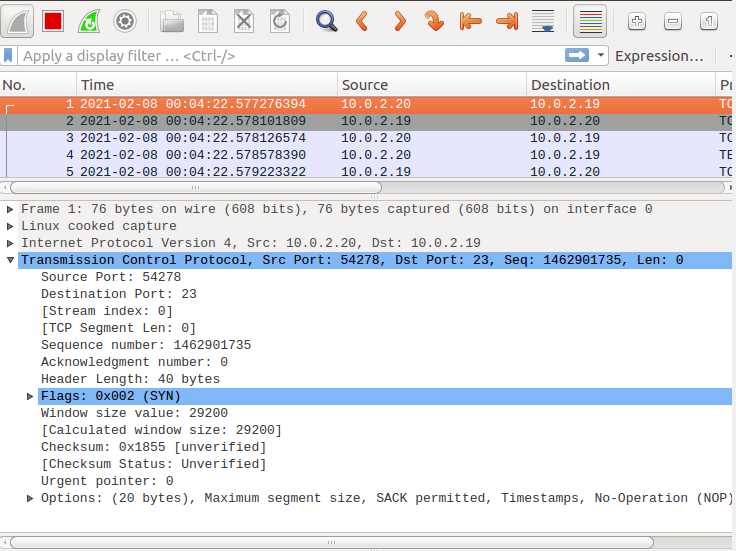 Apply a display filter … <Ctrl-/> Expression…
No. Time Source Destination
1 2021-02-08 00:04:22.577276394 10.0.2.20 10.0.2.19
2 2021-02-08 00:04:22.578101809 10.0.2.19 10.0.2.20
3 2021-02-08 00:04:22.578126574 10.0.2.20 10.0.2.19
4 2021-02-08 00:04:22.578578390 10.0.2.20 10.0.2.19
5 2021-02-08 00:04:22.579223322 10.0.2.19 10.0.2.20
Frame 1: 76 bytes on wire (608 bits), 76 bytes captured (608 bits) on interface 0
Linux cooked capture
Internet Protocol Version 4, Src: 10.0.2.20, Dst: 10.0.2.19
Transmission Control Protocol, Src Port: 54278, Dst Port: 23, Seq: 1462901735, Len: 0
Source Port: 54278
Destination Port: 23
[Stream index: 0]
[TCP Segment Len: 0]
Sequence number: 1462901735
Acknowledgment number: 0
Header Length: 40 bytes
Flags: 0x002 (SYN)
Window size value: 29200
[Calculated window size: 29200]
Checksum: 0x1855 [unverified]
[Checksum Status: Unverified]
Urgent pointer: 0
Options: (20 bytes), Maximum segment size, SACK permitted, Timestamps, No-Operation (NOP)